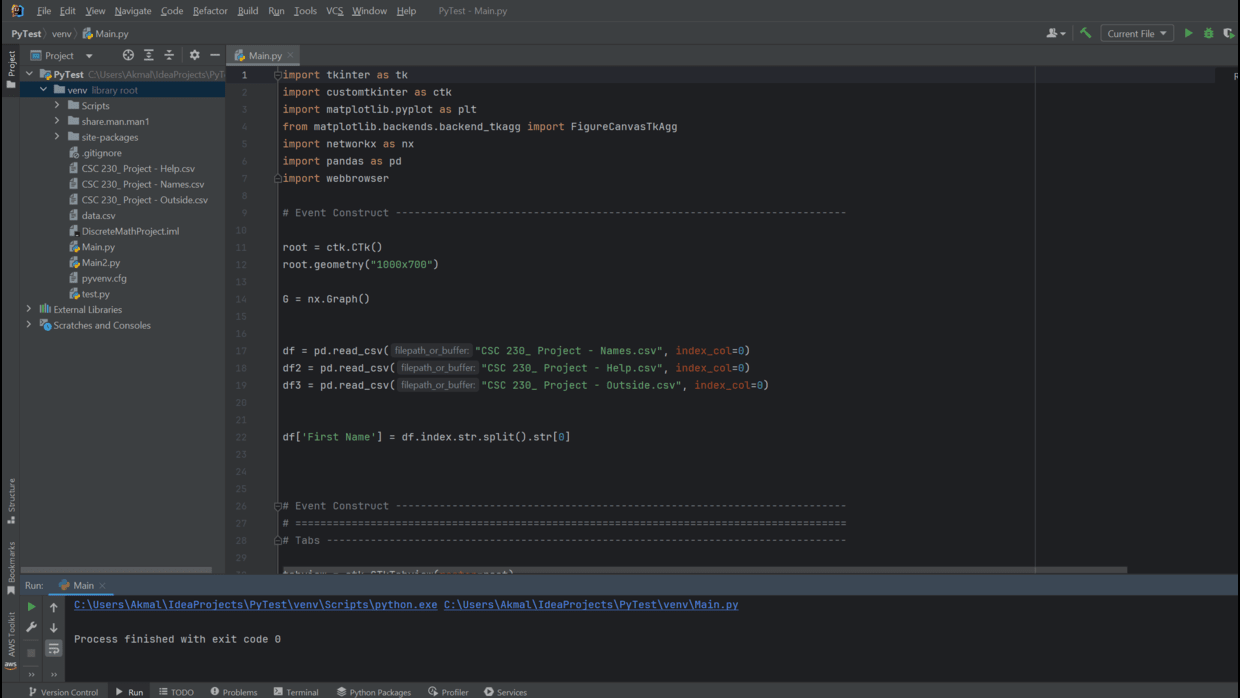 File Edit View Navigate Code Refactor Build Run Tools VCS Window Help PyTest - Main.py
PyTest venv Main.py
Current File
Project
Project
Main.py
PyTest C:\Users\Akmal\IdeaProjects\PyT
venv library root
Scripts
share.man.man1
site-packages
.gitignore
CSC 230_ Project - Help.csv
CSC 230_ Project - Names.csv
CSC 230_ Project - Outside.csv
data.csv
DiscreteMathProject.iml
Main.py
Main2.py
pyvenv.cfg
test.py
External Libraries
Scratches and Consoles
1 import tkinter as tk
2 import customtkinter as ctk
3 import matplotlib.pyplot as plt
4 from matplotlib.backends.backend_tkagg import FigureCanvasTkAgg
5 import networkx as nx
6 import pandas as pd
7 import webbrowser
8
9 # Event Construct ------------------------------------------------------------------------
10
11 root = ctk.CTk()
12 root.geometry("1000x700")
13
14 G = nx.Graph()
15
16
17 df = pd.read_csv( filepath_or_buffer: "CSC 230_ Project - Names.csv", index_col=0)
18 df2 = pd.read_csv( filepath_or_buffer: "CSC 230_ Project - Help.csv", index_col=0)
19 df3 = pd.read_csv( filepath_or_buffer: "CSC 230_ Project - Outside.csv", index_col=0)
20
21
22 df['First Name'] = df.index.str.split().str[0]
23
24
25
26 # Event Construct ------------------------------------------------------------------------
27 # ========================================================================================
28 # Tabs -----------------------------------------------------------------------------------
29
Structure
Bookmarks
AWS Toolkit
aws
Run: Main
C:\Users\Akmal\IdeaProjects\PyTest\venv\Scripts\python.exe C:\Users\Akmal\IdeaProjects\PyTest\venv\Main.py
Process finished with exit code 0
Version Control Run TODO Problems Terminal Python Packages Profiler Services